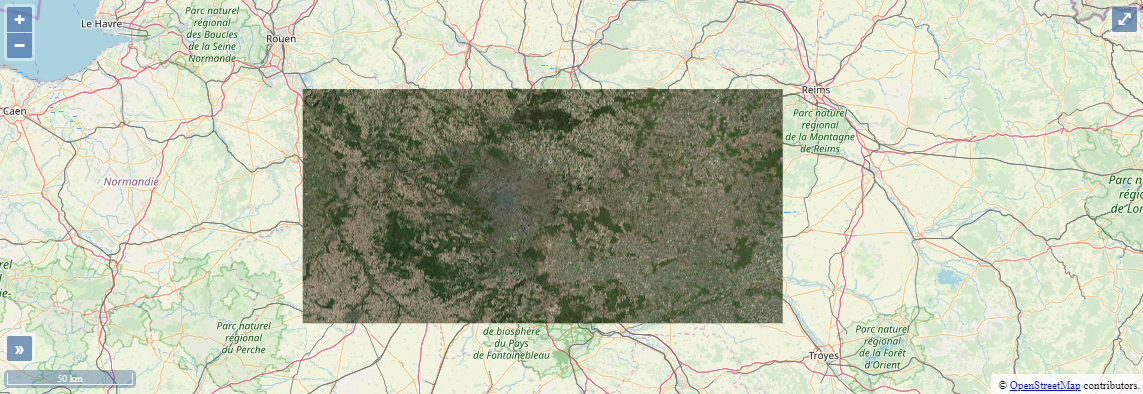 +
−
Le Havre
Parc naturel
régional
des Boucles
de la Seine
Normande
Rouen
⤢
Caen
Reims
Parc naturel
régional
de la Montagne
de Reims
Normandie
Parc n
régio
de Lor
rel
l
ie-
Parc naturel
régional
du Perche
de biosphère
du Pays
de Fontainebleau
Parc naturel
régional
de la Forêt
d'Orient
Troyes
»
50 km
© OpenStreetMap contributors.